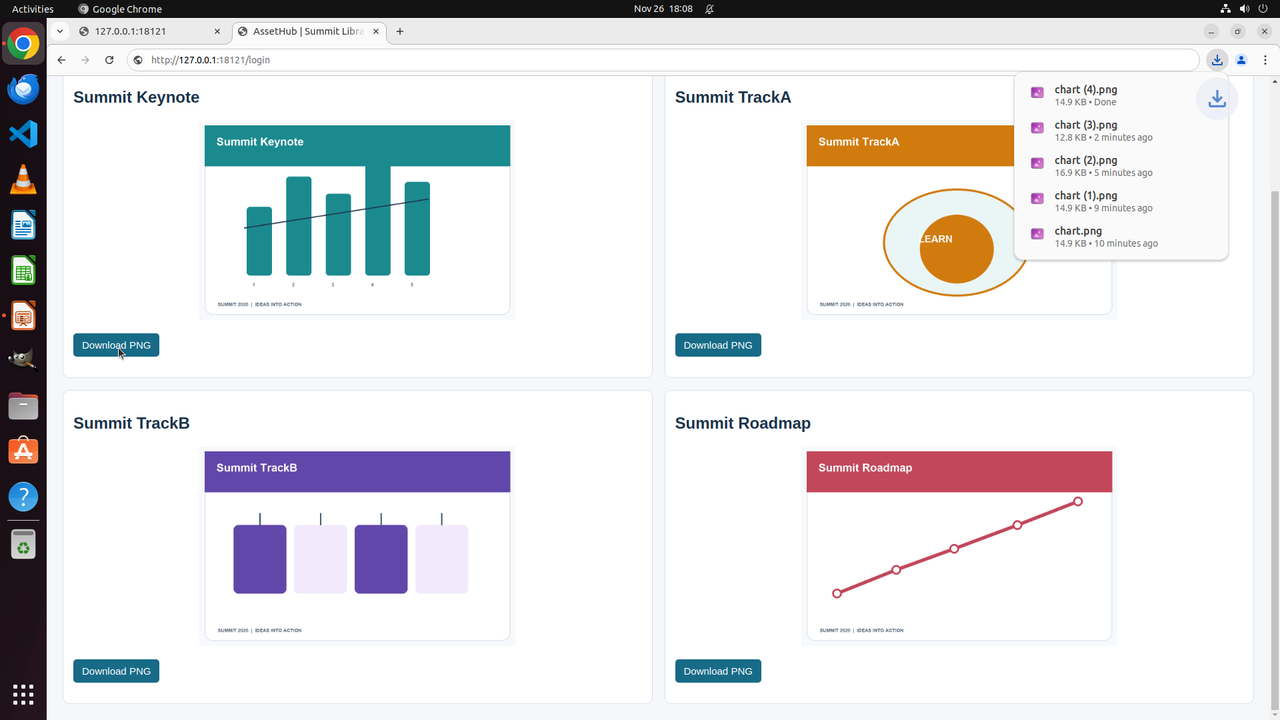 Activities
Google Chrome
Nov 26 18:08
127.0.0.1:18121
AssetHub | Summit Libra
http://127.0.0.1:18121/login
chart (4).png
14.9 KB • Done
chart (3).png
12.8 KB • 2 minutes ago
chart (2).png
16.9 KB • 5 minutes ago
chart (1).png
14.9 KB • 9 minutes ago
chart.png
14.9 KB • 10 minutes ago
Summit Keynote
Summit Keynote
1 2 3 4 5
SUMMIT 2026 | IDEAS INTO ACTION
Download PNG
Summit TrackA
Summit TrackA
LEARN
SUMMIT 2026 | IDEAS INTO ACTION
Download PNG
Summit TrackB
Summit TrackB
SUMMIT 2026 | IDEAS INTO ACTION
Download PNG
Summit Roadmap
Summit Roadmap
SUMMIT 2026 | IDEAS INTO ACTION
Download PNG